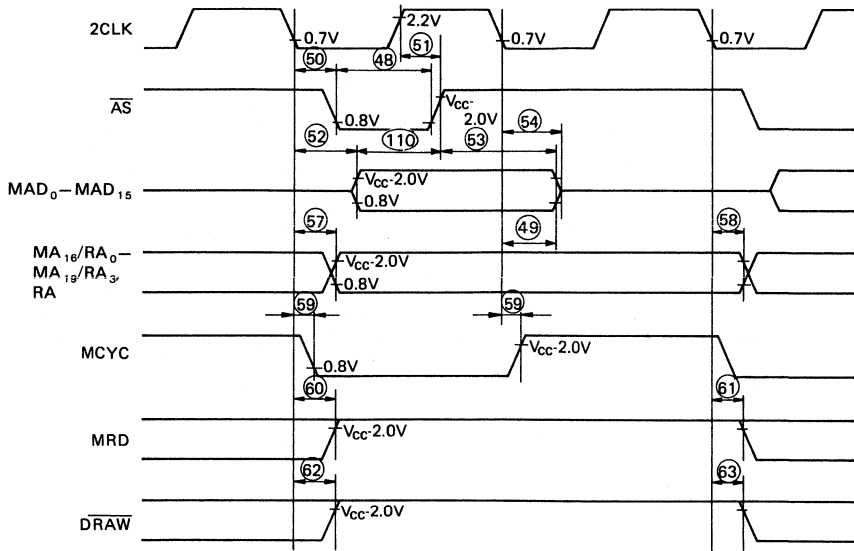 2CLK
0.7V
2.2V
0.7V
0.7V
50
48
51
AS
0.8V
VCC-
2.0V
52
110
53
54
MAD0–MAD15
VCC-2.0V
0.8V
57
49
58
MA16/RA0–
MA19/RA3,
RA
VCC-2.0V
0.8V
59
59
MCYC
0.8V
VCC-2.0V
60
61
MRD
VCC-2.0V
62
63
DRAW
VCC-2.0V